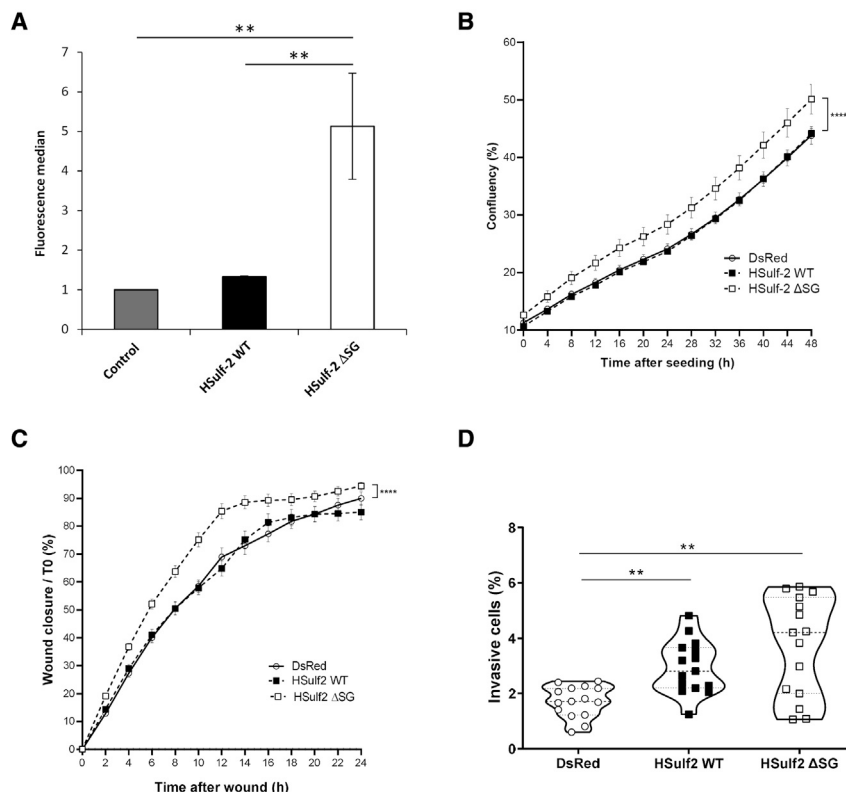 A
**
**
7
6
5
4
3
2
1
0
Fluorescence median
Control
HSulf-2 WT
HSulf-2 ΔSG
B
60
50
40
30
20
10
Confluency (%)
****
DsRed
HSulf-2 WT
HSulf-2 ΔSG
0 4 8 12 16 20 24 28 32 36 40 44 48
Time after seeding (h)
C
100
90
80
70
60
50
40
30
20
10
0
Wound closure / T0 (%)
****
DsRed
HSulf2 WT
HSulf2 ΔSG
0 2 4 6 8 10 12 14 16 18 20 22 24
Time after wound (h)
D
8
6
4
2
0
Invasive cells (%)
**
**
DsRed
HSulf2 WT
HSulf2 ΔSG